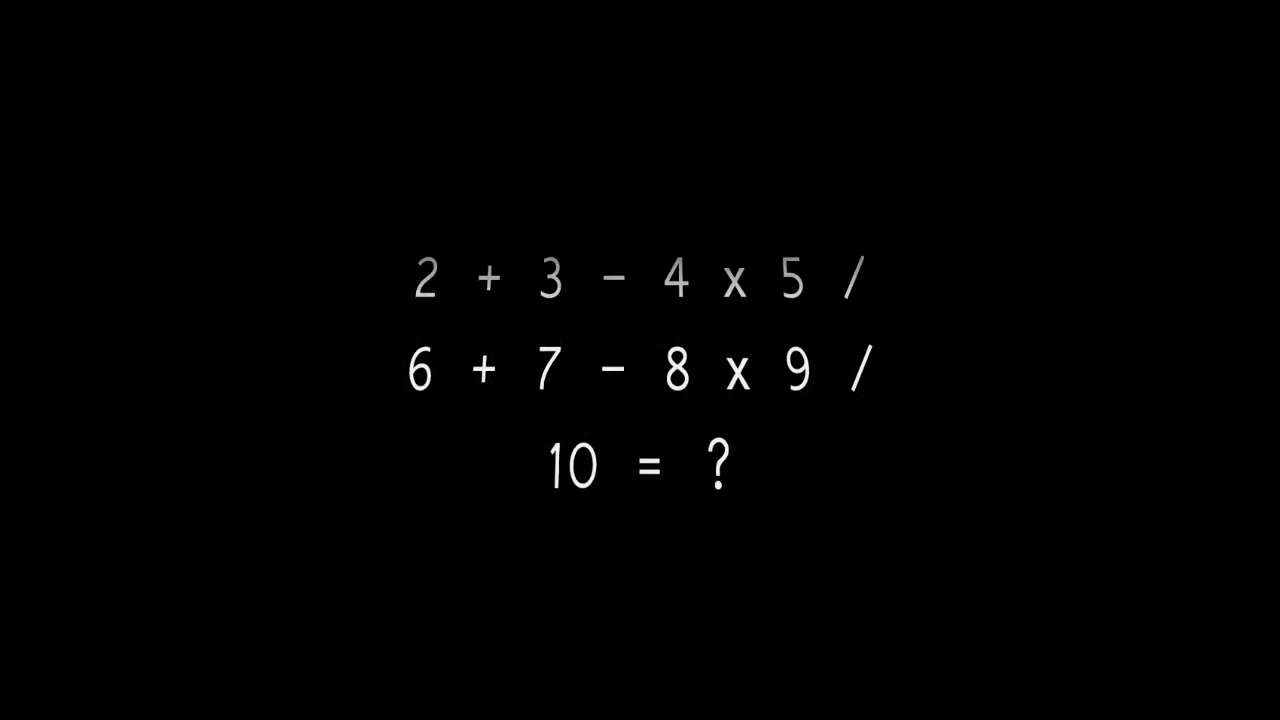 2 + 3 - 4 x 5 /
6 + 7 - 8 x 9 /
10 = ?